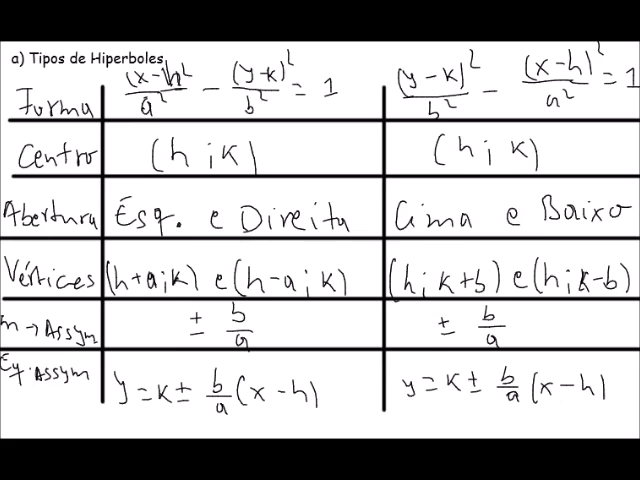 a) Tipos de Hiperboles
Forma (x-h)²/a² - (y-k)²/b² = 1 (y-k)²/b² - (x-h)²/a² = 1
Centro (h;k) (h;k)
Abertura Esq. e Direita Cima e Baixo
Vértices (h+a;k) e (h-a;k) (h;k+b) e (h;k-b)
m → Assym ± b/a ± b/a
Eq. Assym y = k ± b/a (x-h) y = k ± b/a (x-h)